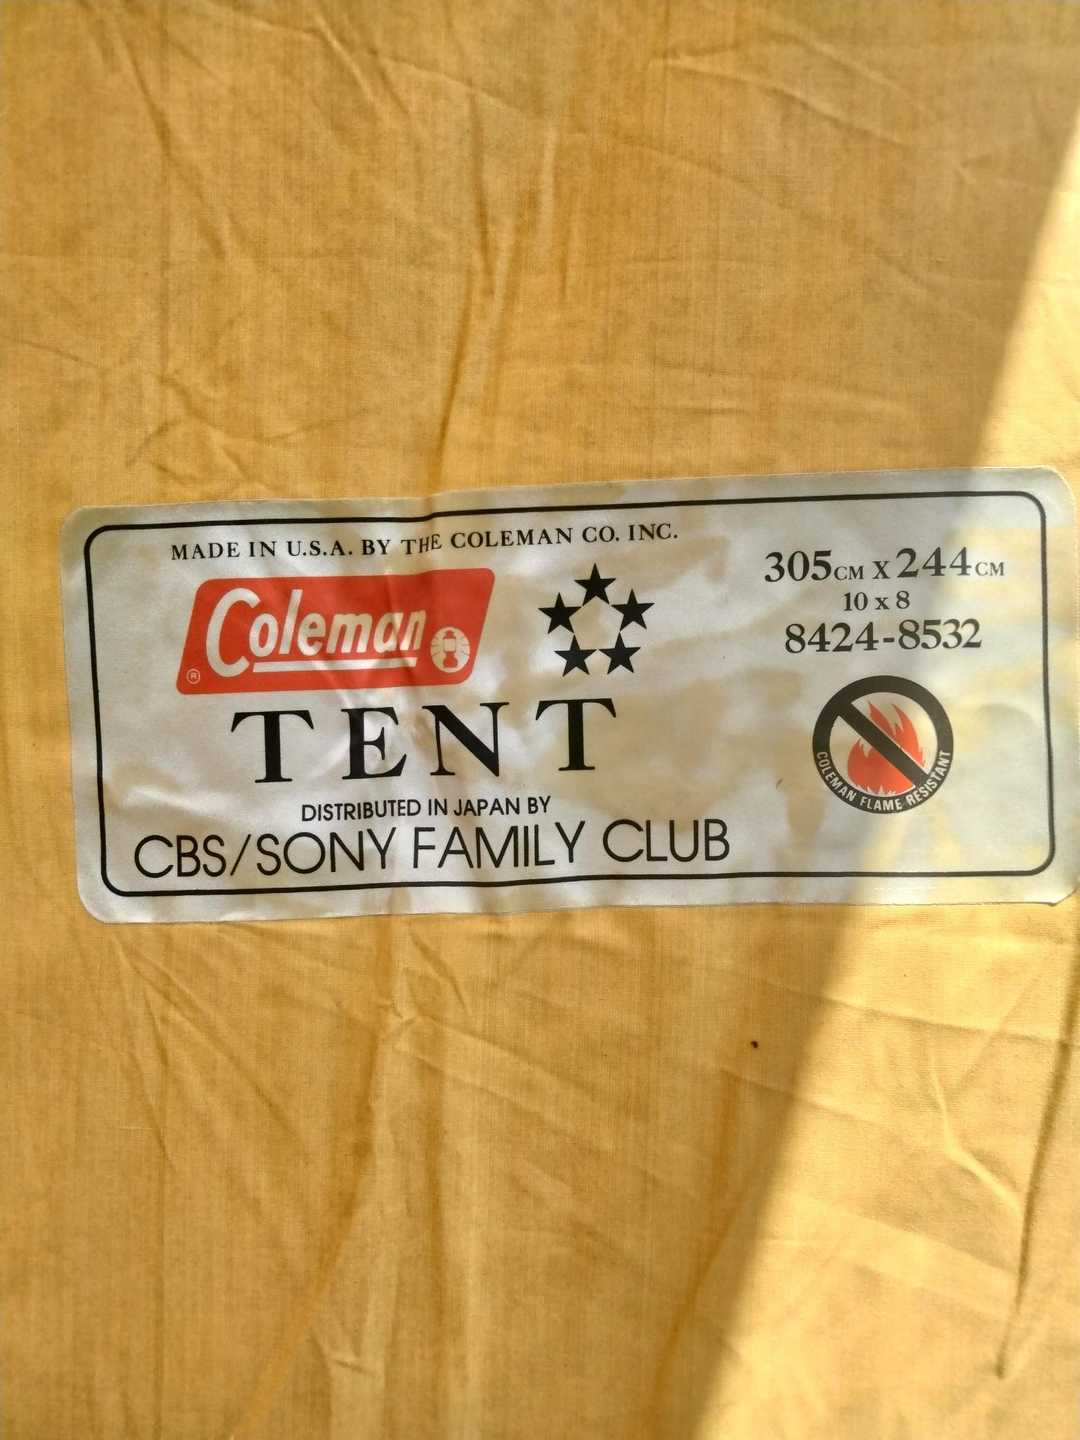 MADE IN U.S.A. BY THE COLEMAN CO. INC.
Coleman
®
TENT
DISTRIBUTED IN JAPAN BY
CBS/SONY FAMILY CLUB
305CM X 244CM
10 x 8
8424-8532
COLEMAN FLAME RESISTANT